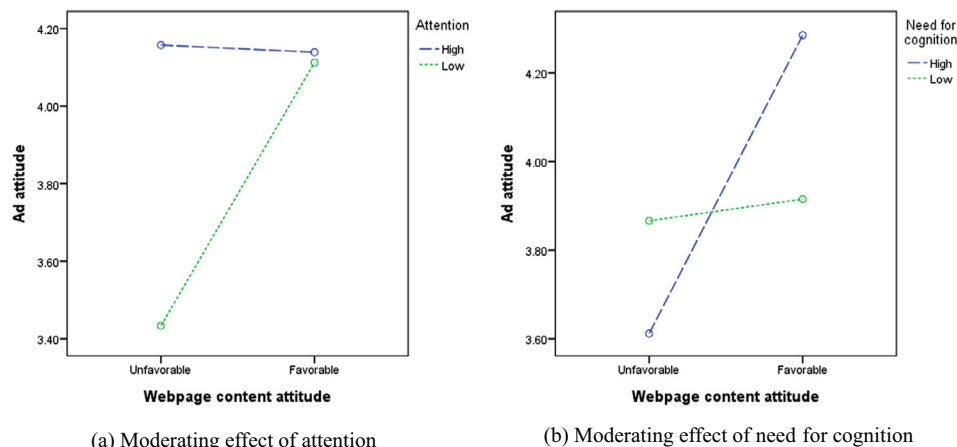 Attention
High
Low
4.20
4.00
3.80
3.60
3.40
Ad attitude
Unfavorable
Favorable
Webpage content attitude
(a) Moderating effect of attention
Need for
cognition
High
Low
4.20
4.00
3.80
3.60
Ad attitude
Unfavorable
Favorable
Webpage content attitude
(b) Moderating effect of need for cognition